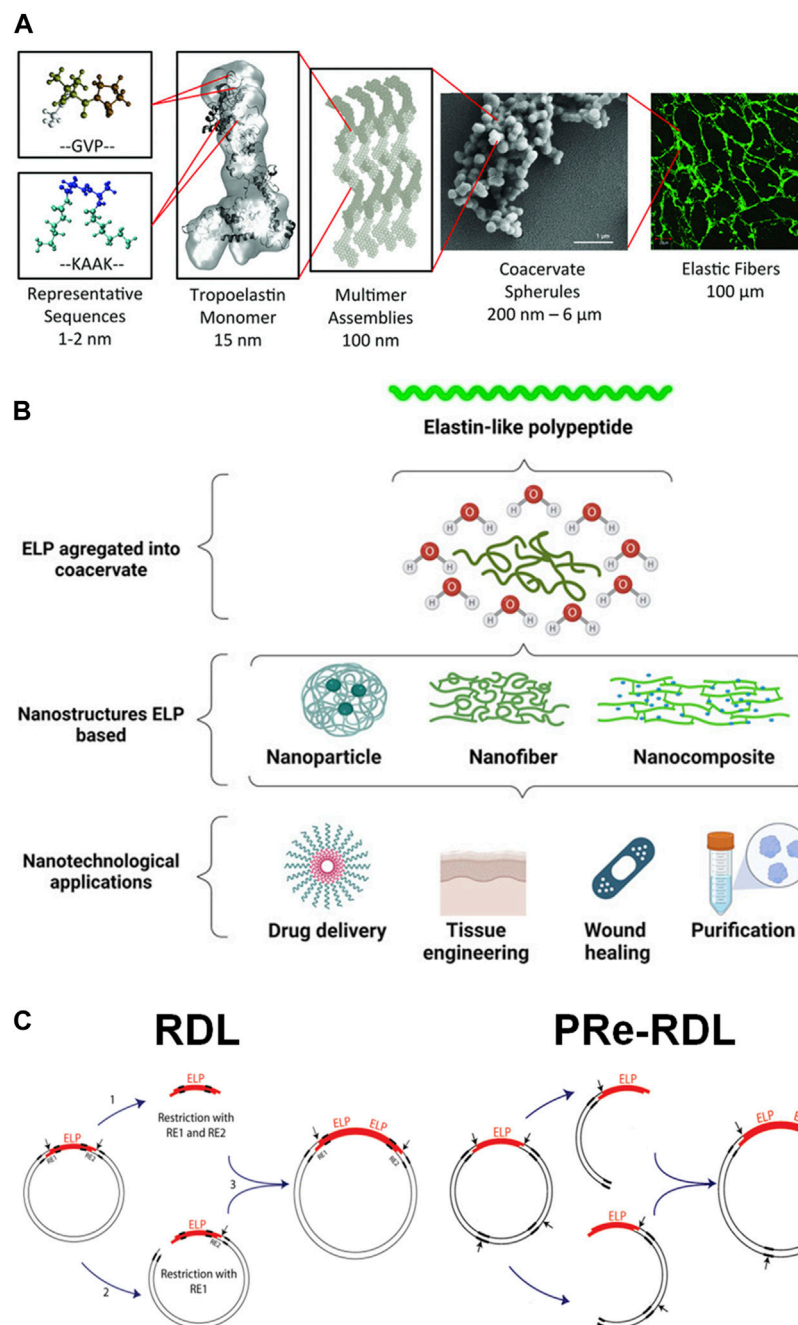 A
--GVP--
--KAAK--
Representative
Sequences
1-2 nm
Tropoelastin
Monomer
15 nm
Multimer
Assemblies
100 nm
1 µm
Coacervate
Spherules
200 nm – 6 µm
Elastic Fibers
100 µm
B
Elastin-like polypeptide
ELP agregated into
coacervate
O
H H
O
H H
O
H H
O
H H
O
H H
O
H H
O
H H
O
H H
O
H H
Nanostructures ELP
based
Nanoparticle
Nanofiber
Nanocomposite
Nanotechnological
applications
Drug delivery
Tissue
engineering
Wound
healing
Purification
C
RDL
PRe-RDL
ELP
RE1
RE2
1
ELP
Restriction with
RE1 and RE2
2
ELP
RE2
Restriction with
RE1
3
ELP ELP
RE1
RE2
ELP
ELP
ELP
ELP